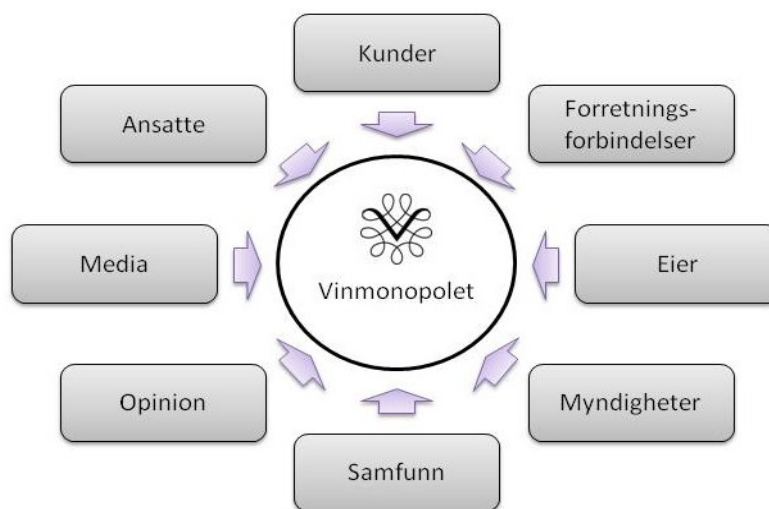 Kunder
Ansatte
Forretnings-
forbindelser
Media
Vinmonopolet
Eier
Opinion
Myndigheter
Samfunn